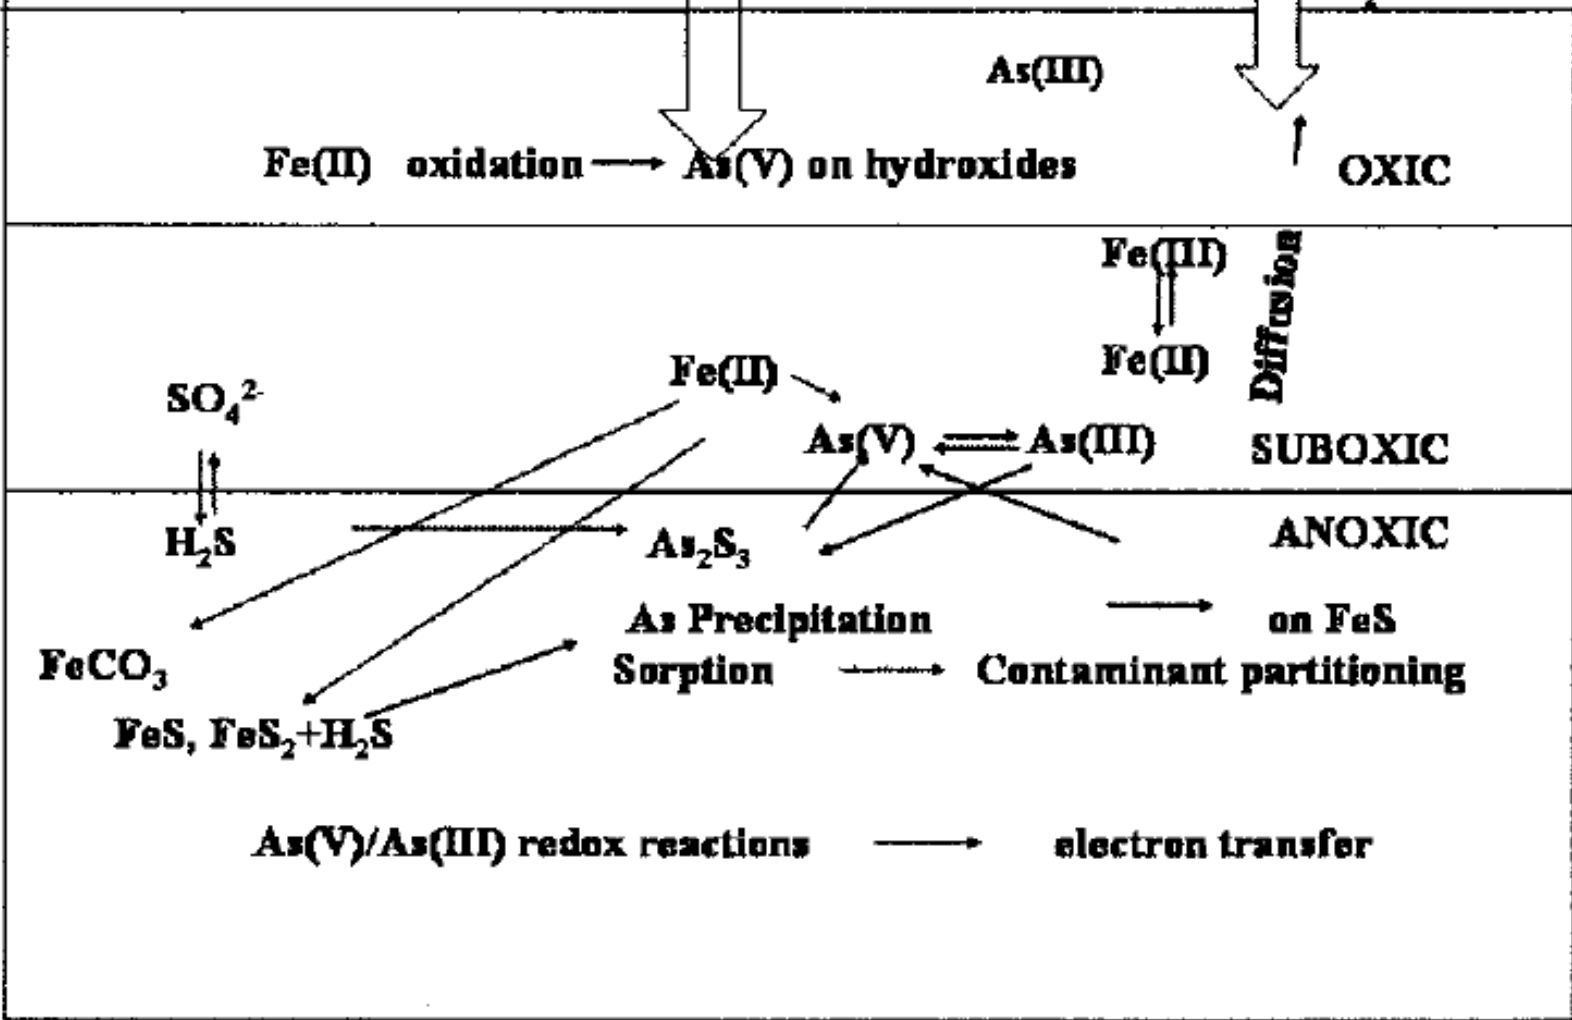 As(III)
Fe(II) oxidation As(V) on hydroxides
OXIC
Fe(III)
Diffusion
Fe(II)
Fe(II)
SO₄²⁻
As(V) As(III)
SUBOXIC
H₂S
As₂S₃
ANOXIC
As Precipitation on FeS
Sorption Contaminant partitioning
FeCO₃
FeS, FeS₂+H₂S
As(V)/As(III) redox reactions electron transfer